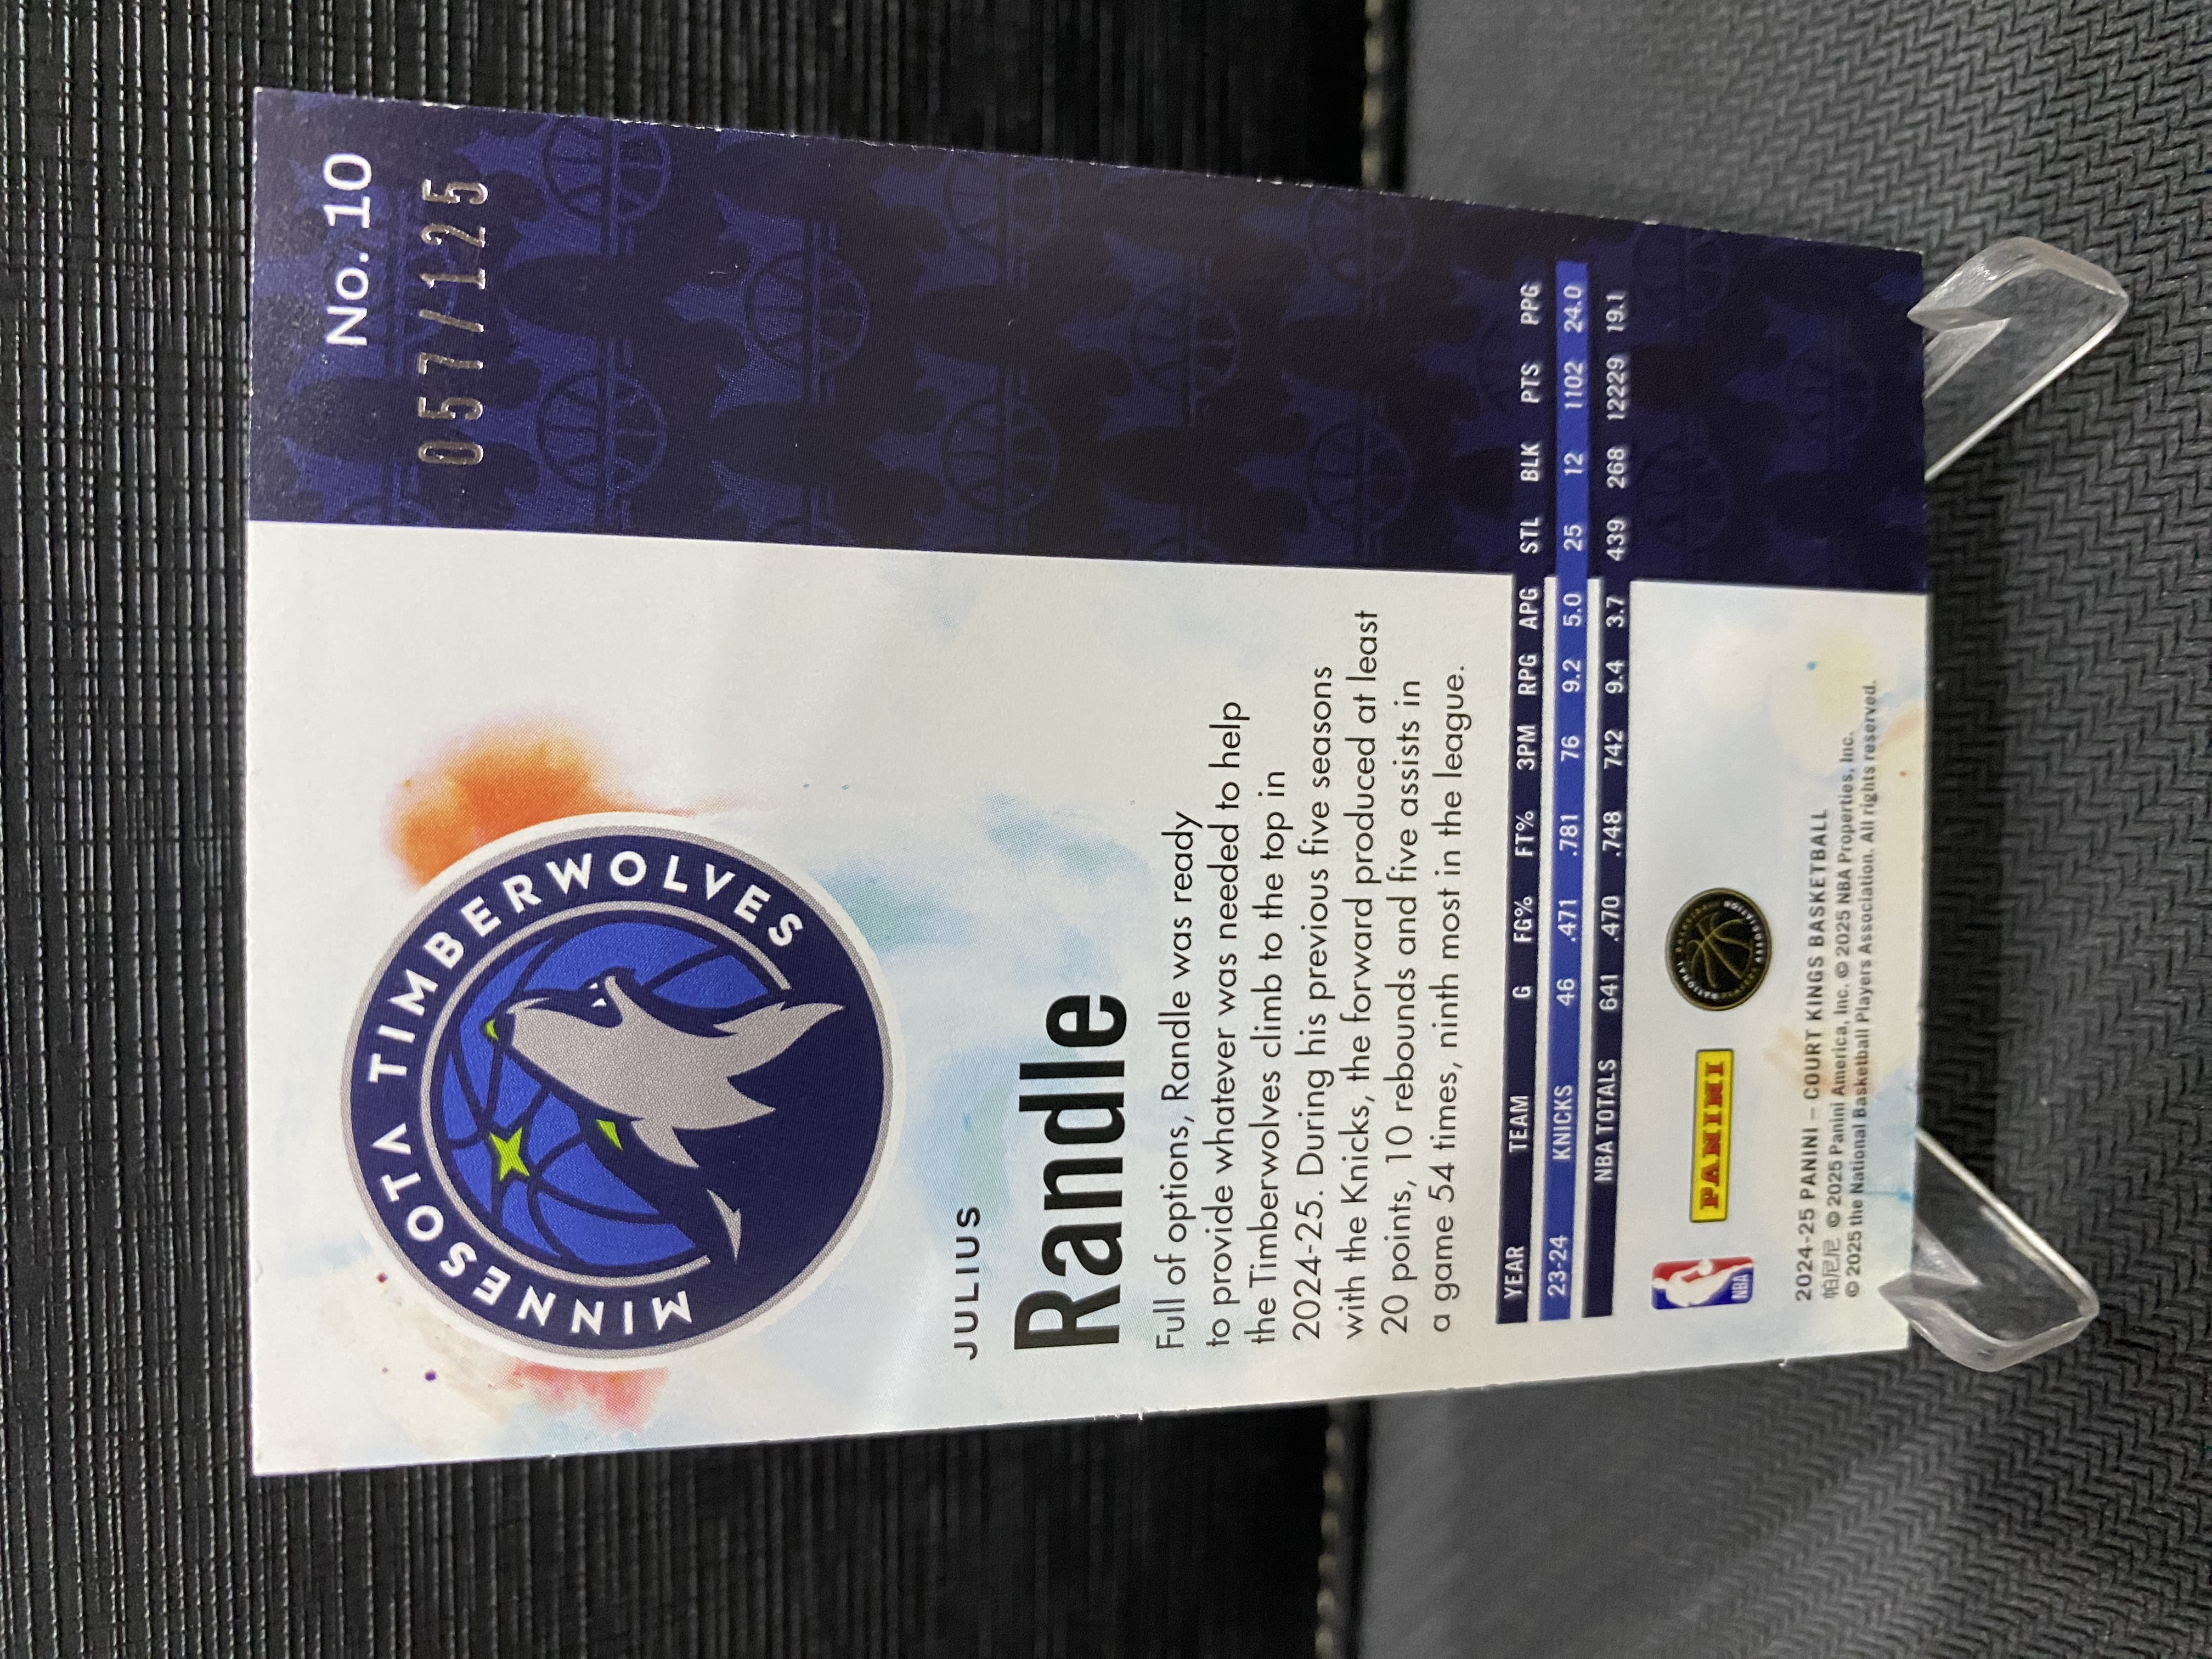 No. 10
057/125
MINNESOTA TIMBERWOLVES
JULIUS
Randle
Full of options, Randle was ready
to provide whatever was needed to help
the Timberwolves climb to the top in
2024-25. During his previous five seasons
with the Knicks, the forward produced at least
20 points, 10 rebounds and five assists in
a game 54 times, ninth most in the league.
YEAR TEAM G FG% FT% 3PM RPG APG STL BLK PTS PPG
23-24 KNICKS 46 .471 .781 76 9.2 5.0 25 12 1102 24.0
NBA TOTALS 641 .470 .748 742 9.4 3.7 439 268 12229 19.1
NBA
PANINI
2024-25 PANINI – COURT KINGS BASKETBALL
帕尼尼 © 2025 Panini America, Inc. © 2025 NBA Properties, Inc.
© 2025 the National Basketball Players Association. All rights reserved.